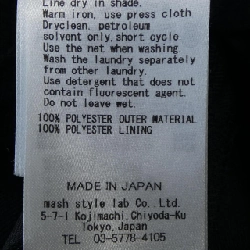 Line dry in shade.
Warm iron, use press cloth
Dryclean, petroleum
solvent only, short cycle
Use the net when washing
Wash the laundry separately
from other laundry.
Use detergent that does not
contain fluorescent agent.
Do not leave wet.
100% POLYESTER OUTER MATERIAL
100% POLYESTER LINING
MADE IN JAPAN
mash style lab Co., Ltd.
5-7-1 Kojimachi, Chiyoda-Ku
Tokyo, Japan
TEL 03-5778-4105